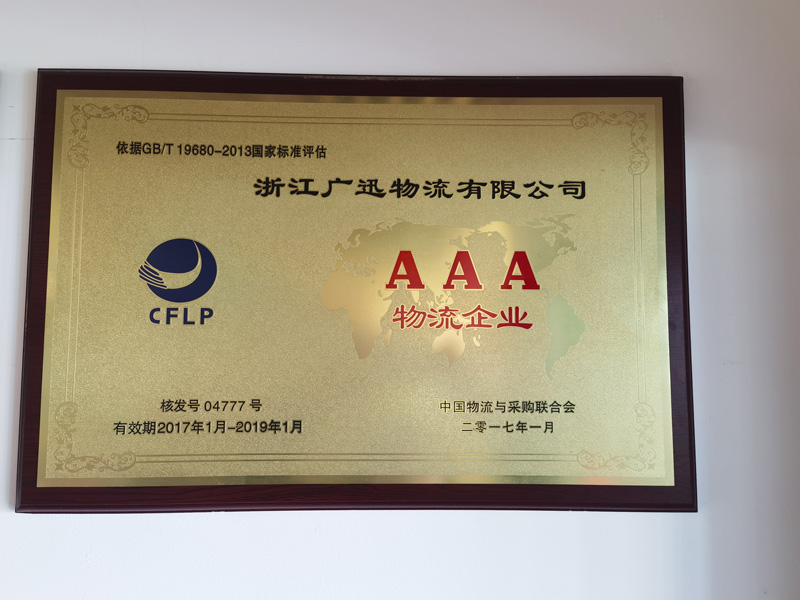 依据GB/T 19680-2013国家标准评估
浙江广迅物流有限公司
AAA
物流企业
CFLP
核发号 04777 号
有效期2017年1月-2019年1月
中国物流与采购联合会
二零一七年一月